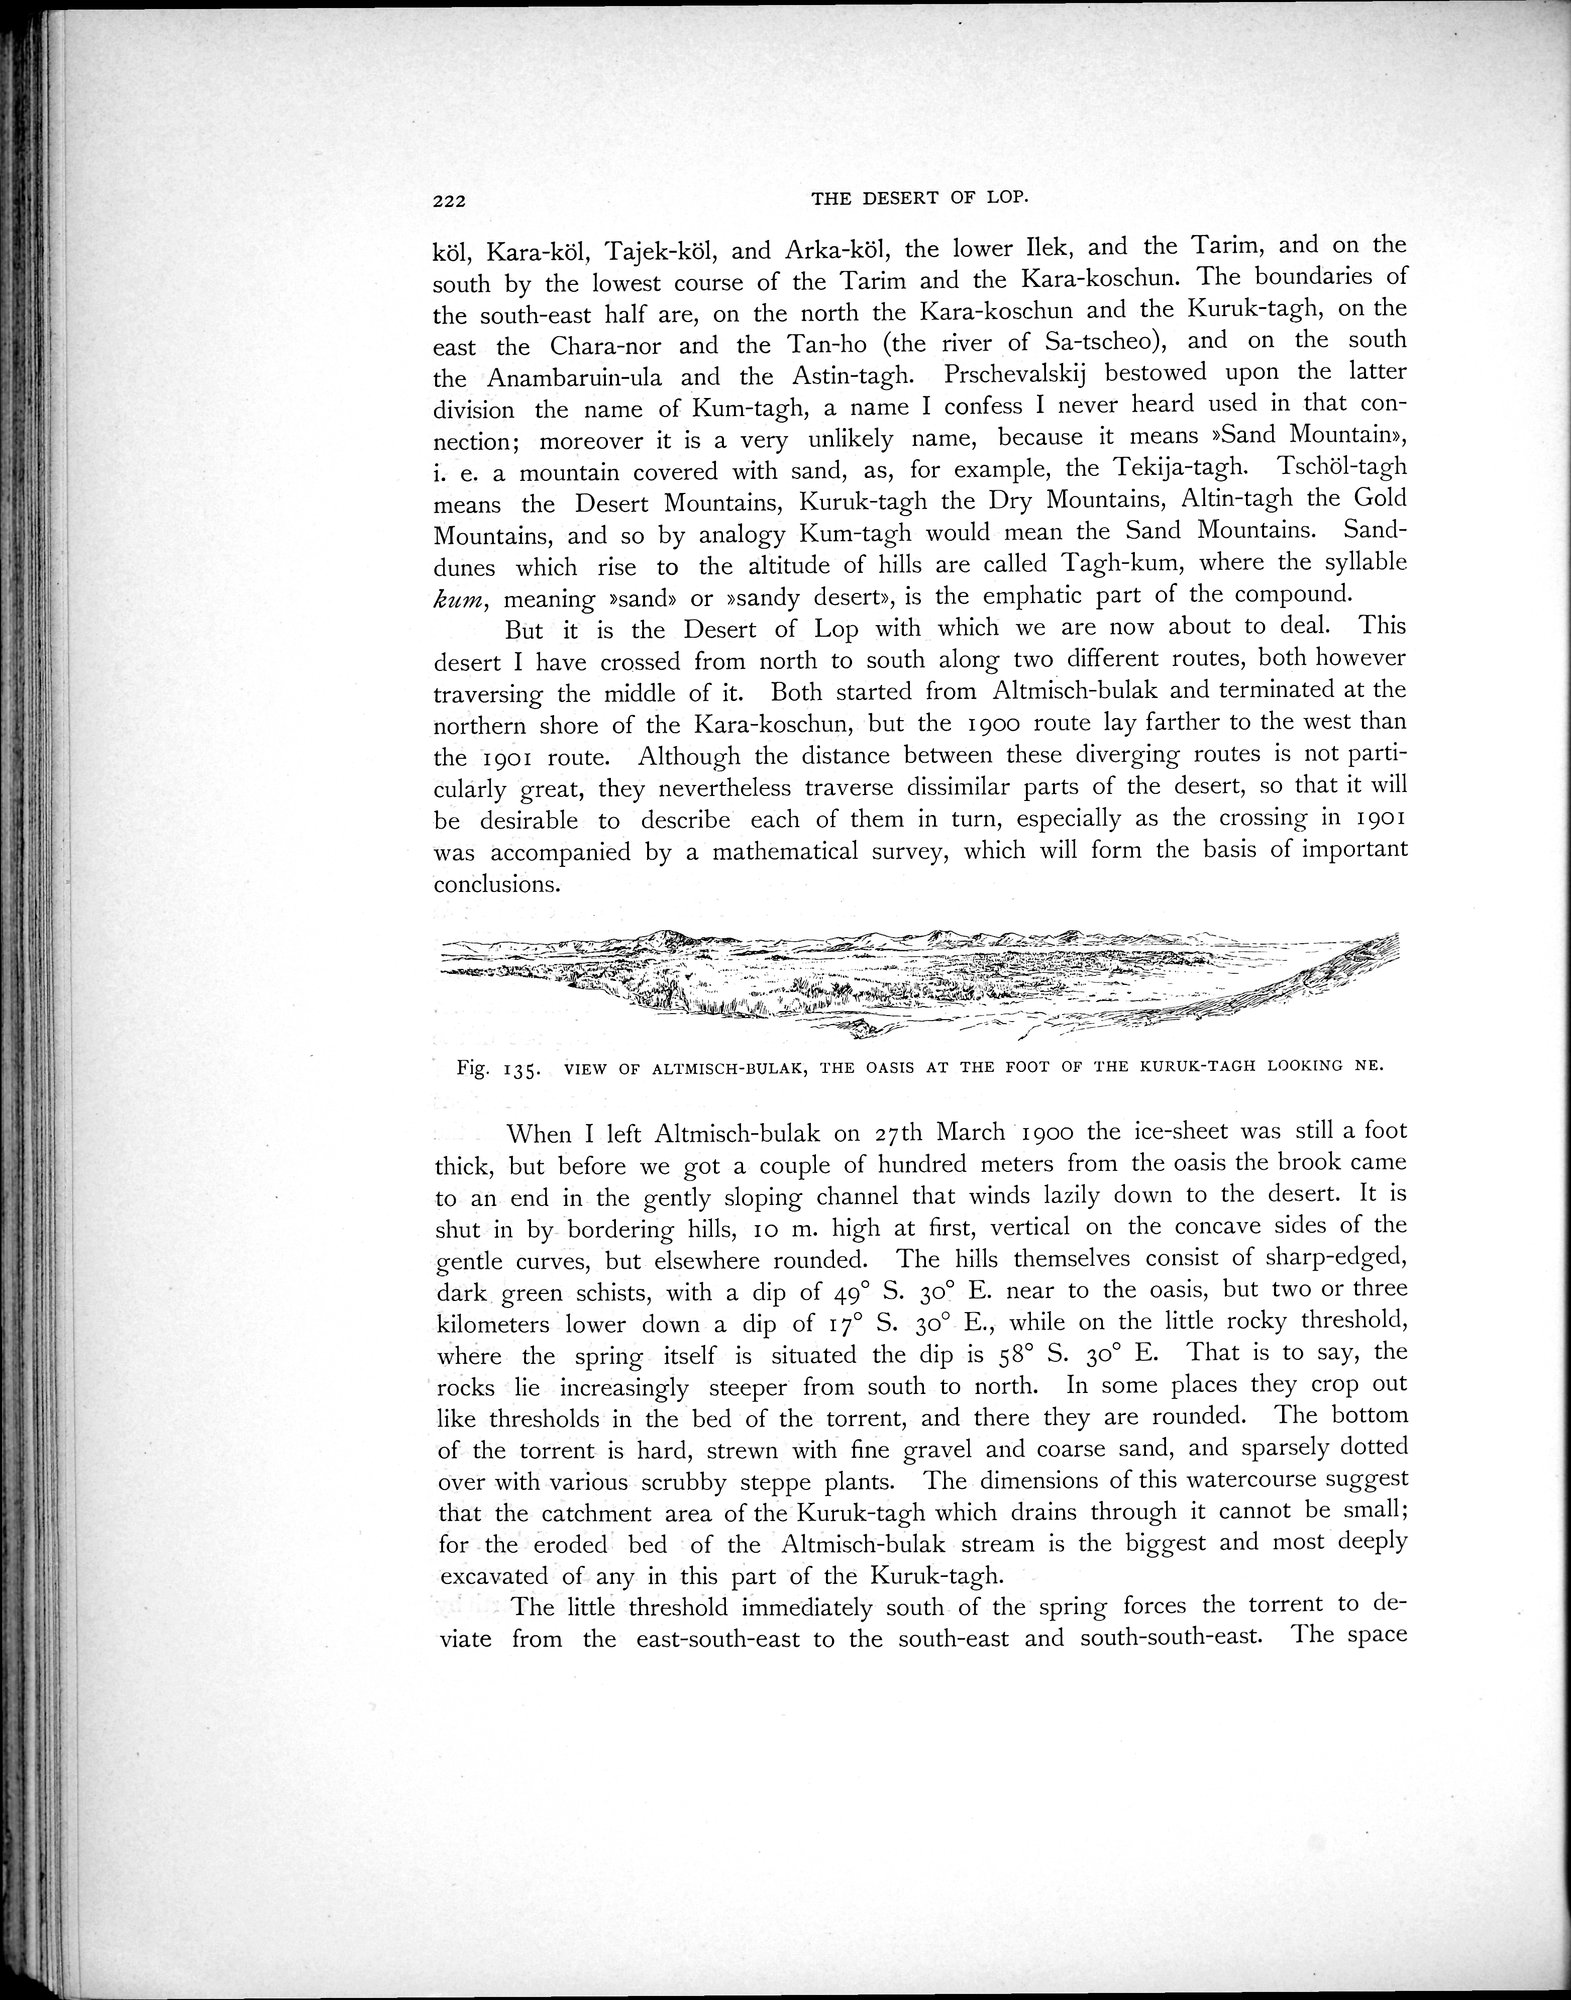 222
THE DESERT OF LOP.
köl, Kara-köl, Tajek-köl, and Arka-köl, the lower Ilek, and the Tarim, and on the
south by the lowest course of the Tarim and the Kara-koschun. The boundaries of
the south-east half are, on the north the Kara-koschun and the Kuruk-tagh, on the
east the Chara-nor and the Tan-ho (the river of Sa-tscheo), and on the south
the Anambaruin-ula and the Astin-tagh. Prschevalskij bestowed upon the latter
division the name of Kum-tagh, a name I confess I never heard used in that con-
nection; moreover it is a very unlikely name, because it means »Sand Mountain»,
i. e. a mountain covered with sand, as, for example, the Tekija-tagh. Tschöl-tagh
means the Desert Mountains, Kuruk-tagh the Dry Mountains, Altin-tagh the Gold
Mountains, and so by analogy Kum-tagh would mean the Sand Mountains. Sand-
dunes which rise to the altitude of hills are called Tagh-kum, where the syllable
kum, meaning »sand» or »sandy desert», is the emphatic part of the compound.
But it is the Desert of Lop with which we are now about to deal. This
desert I have crossed from north to south along two different routes, both however
traversing the middle of it. Both started from Altmisch-bulak and terminated at the
northern shore of the Kara-koschun, but the 1900 route lay farther to the west than
the 1901 route. Although the distance between these diverging routes is not parti-
cularly great, they nevertheless traverse dissimilar parts of the desert, so that it will
be desirable to describe each of them in turn, especially as the crossing in 1901
was accompanied by a mathematical survey, which will form the basis of important
conclusions.
Fig. 135. VIEW OF ALTMISCH-BULAK, THE OASIS AT THE FOOT OF THE KURUK-TAGH LOOKING NE.
When I left Altmisch-bulak on 27th March 1900 the ice-sheet was still a foot
thick, but before we got a couple of hundred meters from the oasis the brook came
to an end in the gently sloping channel that winds lazily down to the desert. It is
shut in by bordering hills, 10 m. high at first, vertical on the concave sides of the
gentle curves, but elsewhere rounded. The hills themselves consist of sharp-edged,
dark green schists, with a dip of 49° S. 30° E. near to the oasis, but two or three
kilometers lower down a dip of 17° S. 30° E., while on the little rocky threshold,
where the spring itself is situated the dip is 58° S. 30° E. That is to say, the
rocks lie increasingly steeper from south to north. In some places they crop out
like thresholds in the bed of the torrent, and there they are rounded. The bottom
of the torrent is hard, strewn with fine gravel and coarse sand, and sparsely dotted
over with various scrubby steppe plants. The dimensions of this watercourse suggest
that the catchment area of the Kuruk-tagh which drains through it cannot be small;
for the eroded bed of the Altmisch-bulak stream is the biggest and most deeply
excavated of any in this part of the Kuruk-tagh.
The little threshold immediately south of the spring forces the torrent to de-
viate from the east-south-east to the south-east and south-south-east. The space